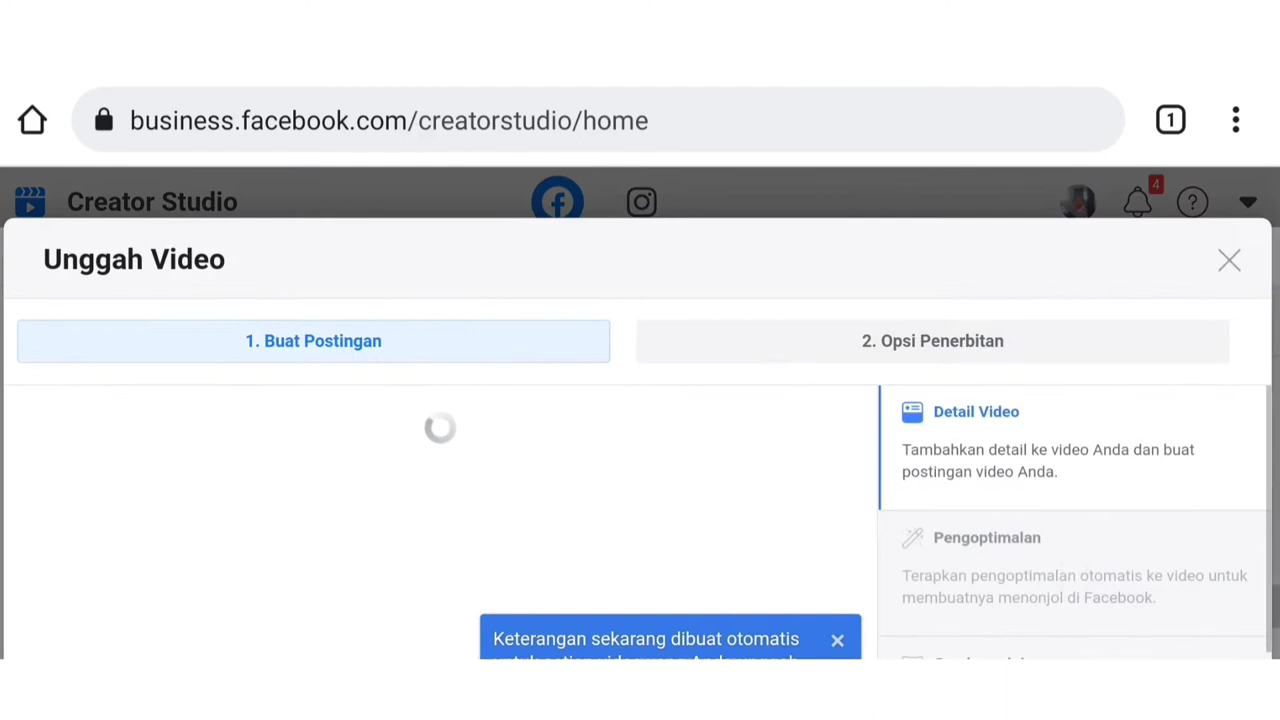 business.facebook.com/creatorstudio/home
1
Creator Studio
4
Unggah Video
1. Buat Postingan
2. Opsi Penerbitan
Detail Video
Tambahkan detail ke video Anda dan buat
postingan video Anda.
Pengoptimalan
Terapkan pengoptimalan otomatis ke video untuk
membuatnya menonjol di Facebook.
Keterangan sekarang dibuat otomatis